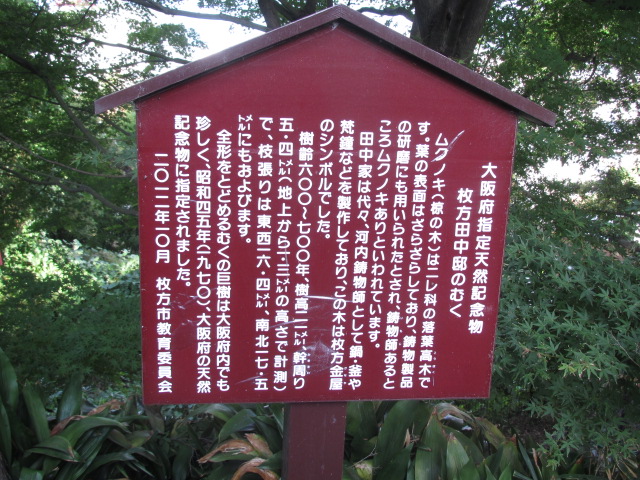 大阪府指定天然記念物
枚方田中邸のむく
ムクノキ(椋の木)は二レ科の落葉高木で
す。葉の表面はざらざらしており、鋳物製品
の研磨にも用いられたとされ、鋳物師あると
ころムクノキありといわれています。
田中家は代々、河内鋳物師として鍋・釜や
梵鐘などを製作しており、この木は枚方金屋
のシンボルでした。
樹齢六〇〇~七〇〇年、樹高二一㍍、幹周り
五・四㍍(地上から一・三㍍の高さで計測)
で、枝張りは東西二六・四㍍、南北一七・五
㍍にもおよびます。
全形をとどめるむくの巨樹は大阪府内でも
珍しく、昭和四五年(一九七〇)、大阪府の天然
記念物に指定されました。
二〇一一年一〇月 枚方市教育委員会